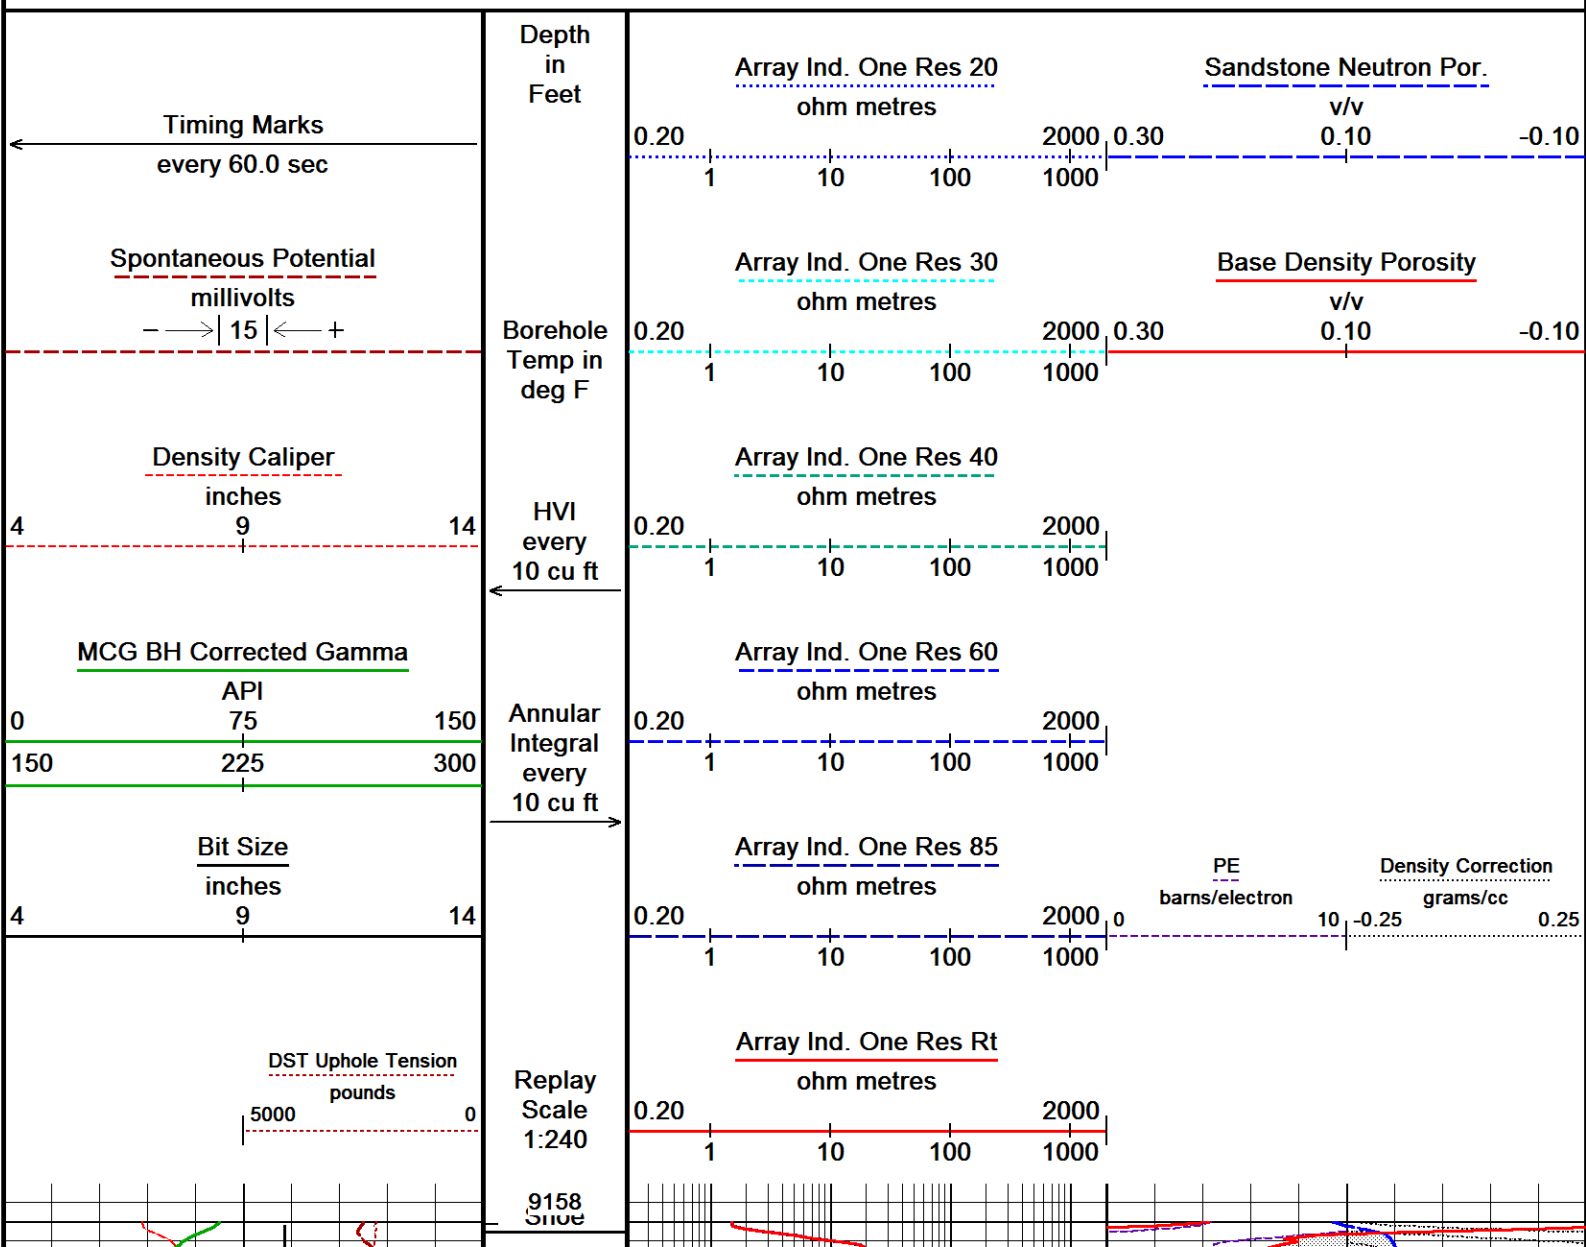 Timing Marks
every 60.0 sec
Spontaneous Potential
millivolts
− 15 +
Density Caliper
inches
4 9 14
MCG BH Corrected Gamma
API
0 75 150
150 225 300
Bit Size
inches
4 9 14
DST Uphole Tension
pounds
5000 0
Depth
in
Feet
Borehole
Temp in
deg F
HVI
every
10 cu ft
Annular
Integral
every
10 cu ft
Replay
Scale
1:240
9158
Shoe
Array Ind. One Res 20
ohm metres
0.20 2000
1 10 100 1000
Array Ind. One Res 30
ohm metres
0.20 2000
1 10 100 1000
Array Ind. One Res 40
ohm metres
0.20 2000
1 10 100 1000
Array Ind. One Res 60
ohm metres
0.20 2000
1 10 100 1000
Array Ind. One Res 85
ohm metres
0.20 2000
1 10 100 1000
Array Ind. One Res Rt
ohm metres
0.20 2000
1 10 100 1000
Sandstone Neutron Por.
v/v
0.30 0.10 -0.10
Base Density Porosity
v/v
0.30 0.10 -0.10
PE
barns/electron
0 10
Density Correction
grams/cc
-0.25 0.25